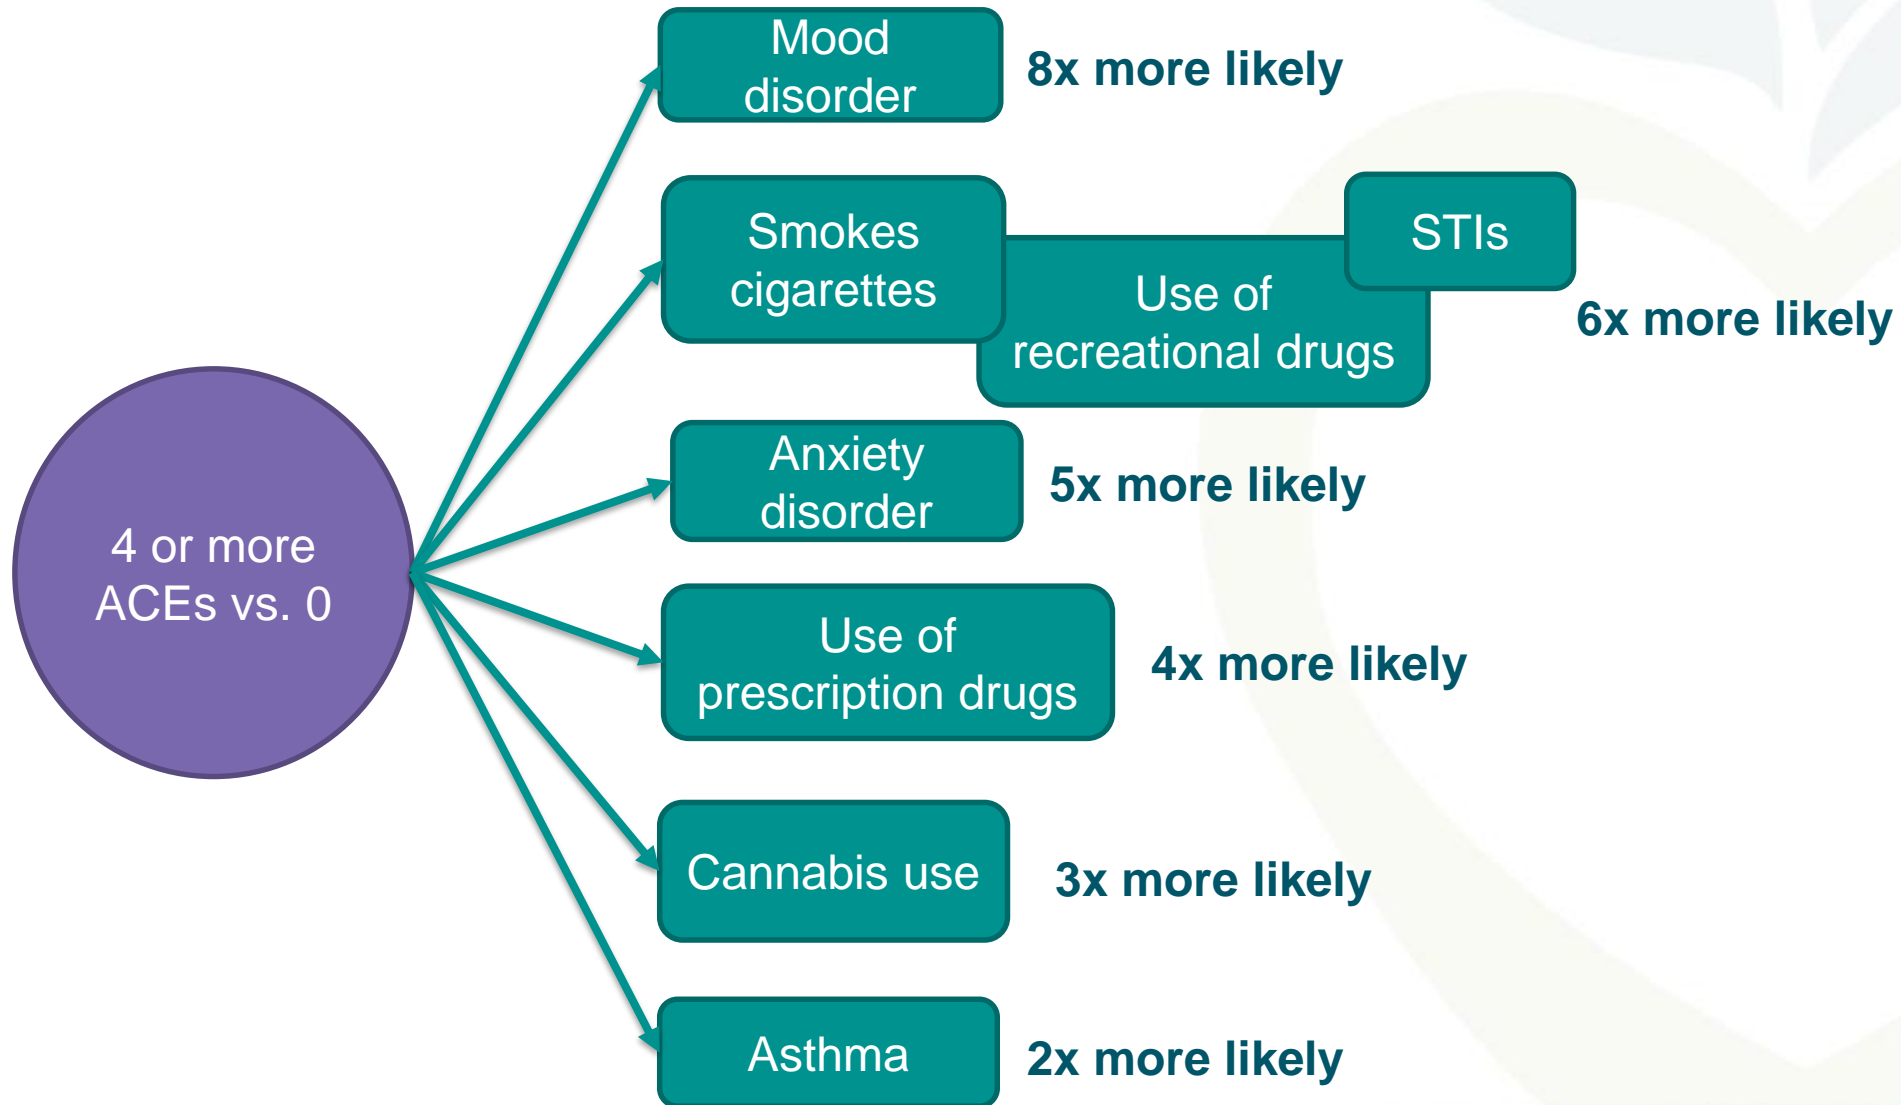 Mood
disorder
8x more likely
Smokes
cigarettes
Use of
recreational drugs
STIs
6x more likely
Anxiety
disorder
5x more likely
4 or more
ACEs vs. 0
Use of
prescription drugs
4x more likely
Cannabis use
3x more likely
Asthma
2x more likely